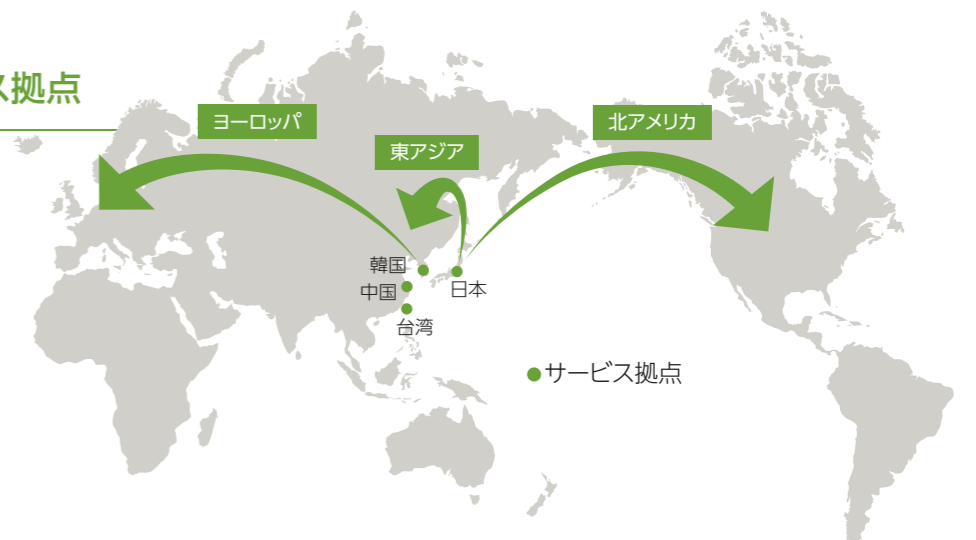 ス拠点
ヨーロッパ
北アメリカ
東アジア
韓国
中国
日本
台湾
●サービス拠点